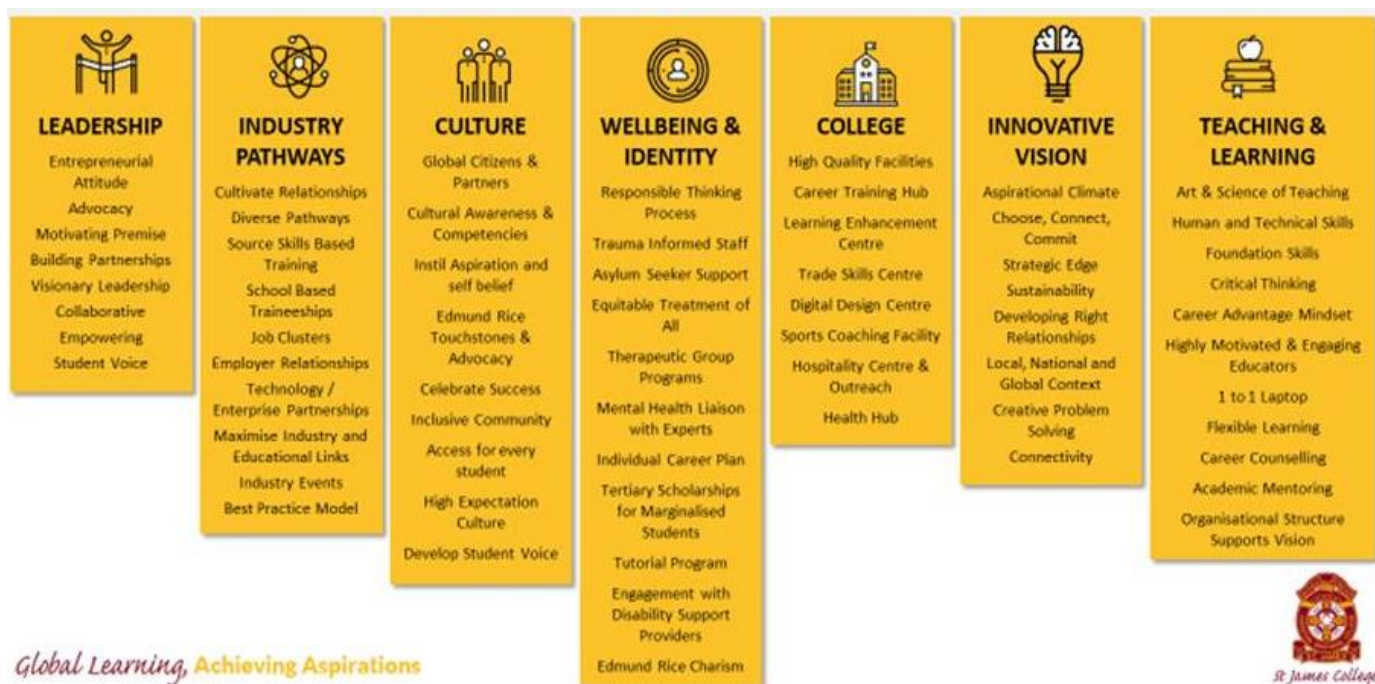 LEADERSHIP
Entrepreneurial
Attitude
Advocacy
Motivating Premise
Building Partnerships
Visionary Leadership
Collaborative
Empowering
Student Voice
INDUSTRY
PATHWAYS
Cultivate Relationships
Diverse Pathways
Source Skills Based
Training
School Based
Traineeships
Job Clusters
Employer Relationships
Technology /
Enterprise Partnerships
Maximise Industry and
Educational Links
Industry Events
Best Practice Model
CULTURE
Global Citizens &
Partners
Cultural Awareness &
Competencies
Instil Aspiration and
self belief
Edmund Rice
Touchstones &
Advocacy
Celebrate Success
Inclusive Community
Access for every
student
High Expectation
Culture
Develop Student Voice
WELLBEING &
IDENTITY
Responsible Thinking
Process
Trauma Informed Staff
Asylum Seeker Support
Equitable Treatment of
All
Therapeutic Group
Programs
Mental Health Liaison
with Experts
Individual Career Plan
Tertiary Scholarships
for Marginalised
Students
Tutorial Program
Engagement with
Disability Support
Providers
Edmund Rice Charism
COLLEGE
High Quality Facilities
Career Training Hub
Learning Enhancement
Centre
Trade Skills Centre
Digital Design Centre
Sports Coaching Facility
Hospitality Centre &
Outreach
Health Hub
INNOVATIVE
VISION
Aspirational Climate
Choose, Connect,
Commit
Strategic Edge
Sustainability
Developing Right
Relationships
Local, National and
Global Context
Creative Problem
Solving
Connectivity
TEACHING &
LEARNING
Art & Science of Teaching
Human and Technical Skills
Foundation Skills
Critical Thinking
Career Advantage Mindset
Highly Motivated & Engaging
Educators
1 to 1 Laptop
Flexible Learning
Career Counselling
Academic Mentoring
Organisational Structure
Supports Vision
Global Learning, Achieving Aspirations
St James College